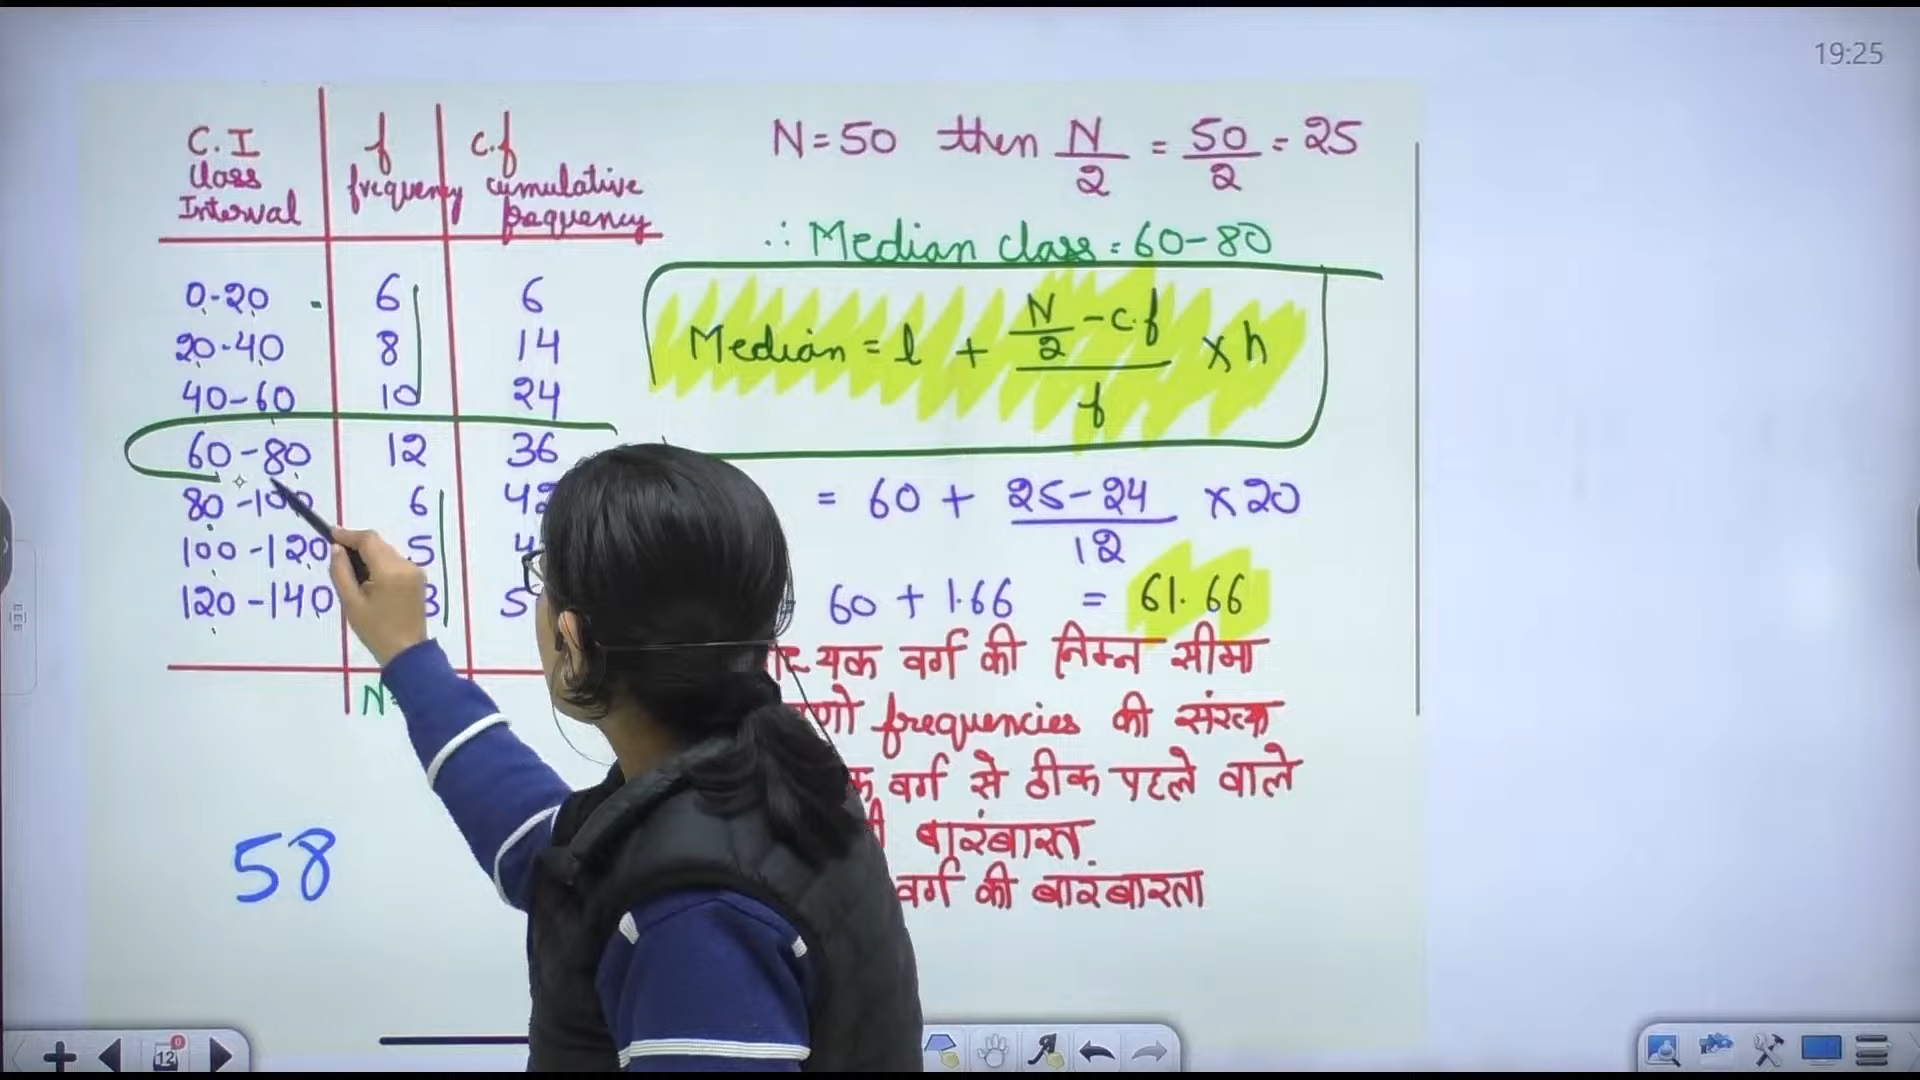 19:25
C.I f c.f
Class frequency cumulative
Interval frequency
0-20 6 6
20-40 8 14
40-60 10 24
60-80 12 36
80-100 6
100-120 5
120-140 3
58
N=50 then N/2 = 50/2 = 25
∴ Median class = 60-80
Median = l + (N/2 - c.f)/f × h
= 60 + (25-24)/12 × 20
60 + 1.66 = 61.66
वर्ग की निम्न सीमा
frequencies की संख्या
वर्ग से ठीक पहले वाले
बारंबारता
वर्ग की बारंबारता
12